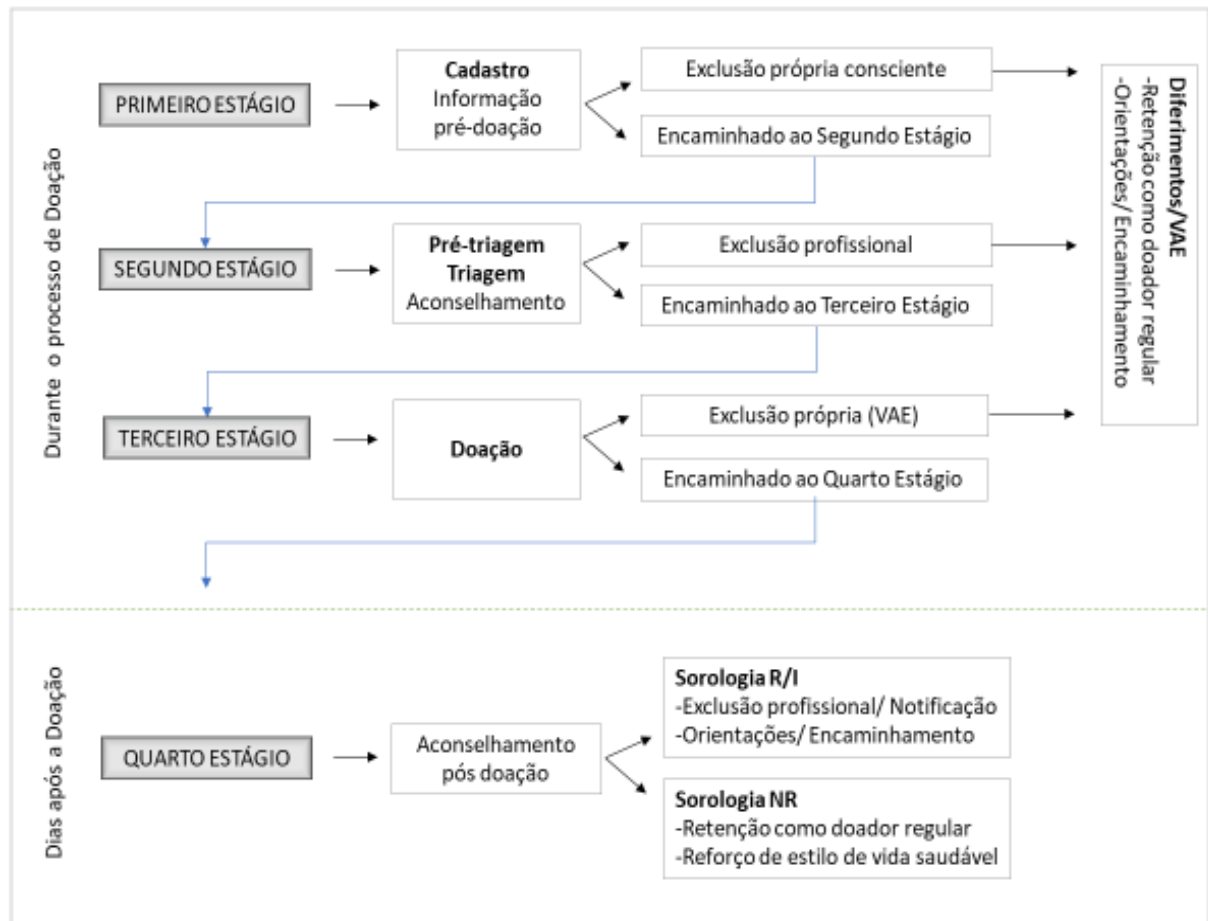 Durante o processo de Doação
PRIMEIRO ESTÁGIO
Cadastro
Informação
pré-doação
Exclusão própria consciente
Encaminhado ao Segundo Estágio
Diferimentos/VAE
-Retenção como doador regular
-Orientações/ Encaminhamento
SEGUNDO ESTÁGIO
Pré-triagem
Triagem
Aconselhamento
Exclusão profissional
Encaminhado ao Terceiro Estágio
TERCEIRO ESTÁGIO
Doação
Exclusão própria (VAE)
Encaminhado ao Quarto Estágio
Dias após a Doação
QUARTO ESTÁGIO
Aconselhamento
pós doação
Sorologia R/I
-Exclusão profissional/ Notificação
-Orientações/ Encaminhamento
Sorologia NR
-Retenção como doador regular
-Reforço de estilo de vida saudável